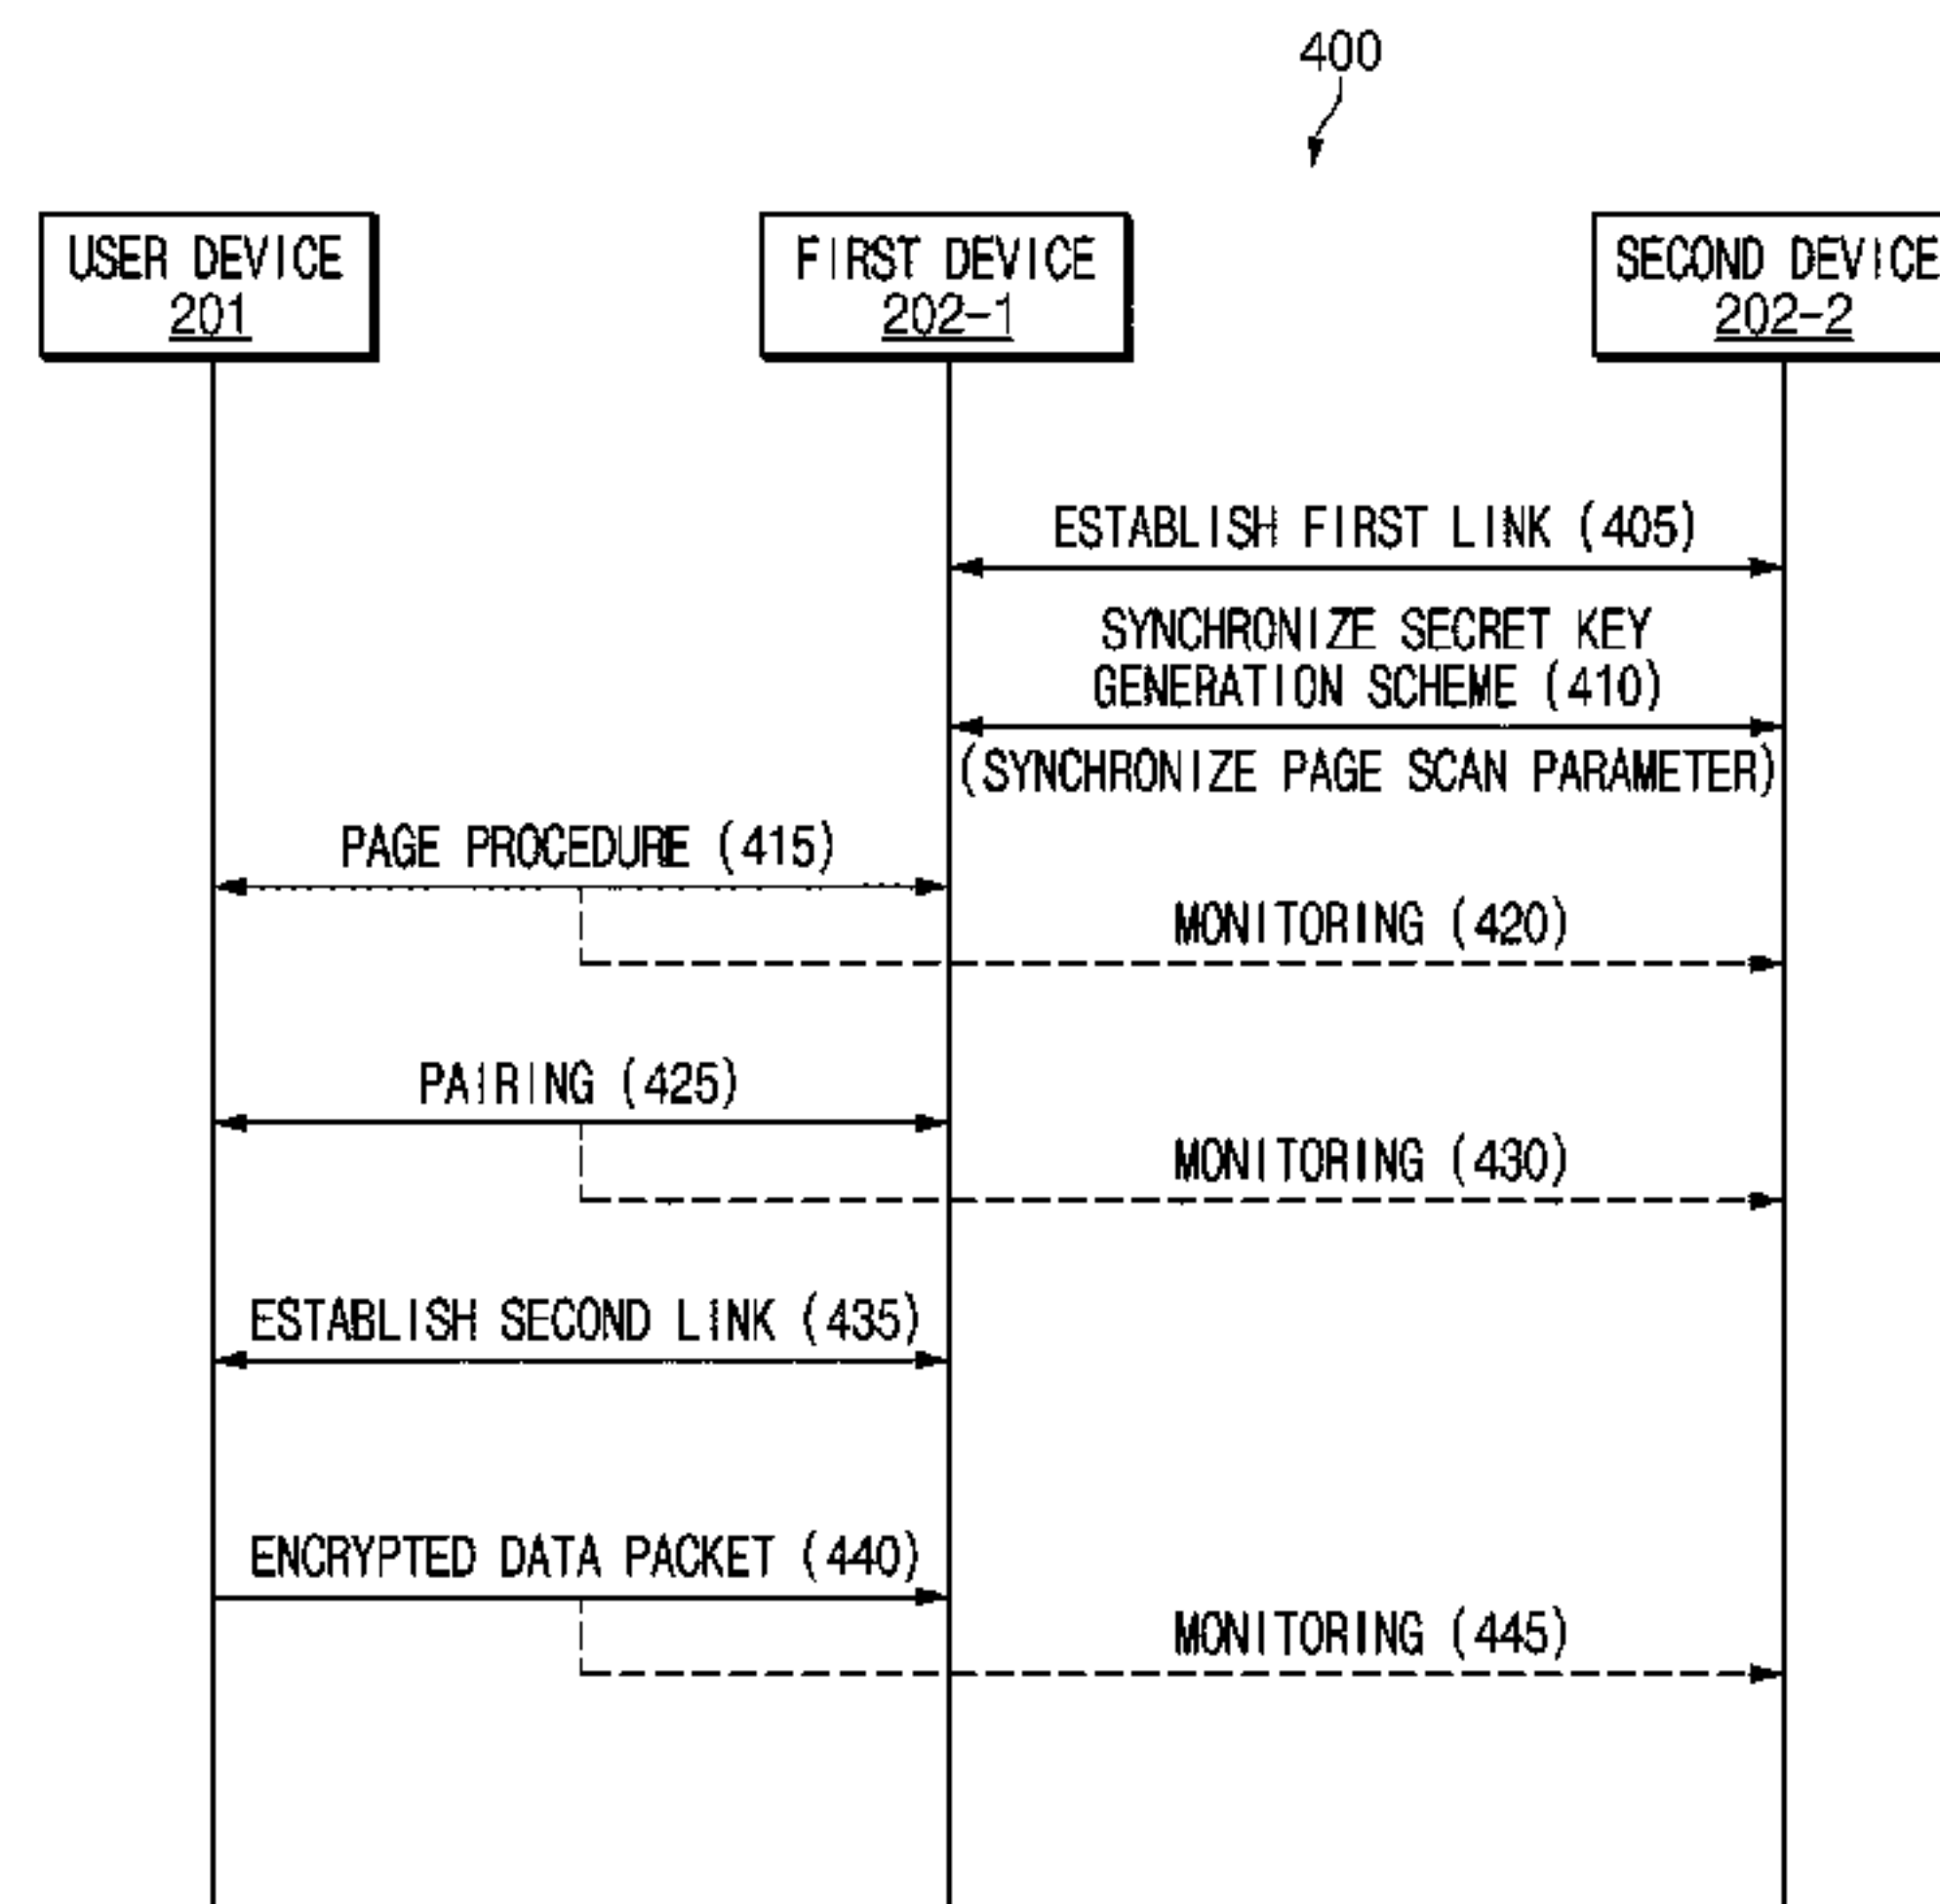 400
USER DEVICE
201
FIRST DEVICE
202-1
SECOND DEVICE
202-2
ESTABLISH FIRST LINK (405)
SYNCHRONIZE SECRET KEY
GENERATION SCHEME (410)
(SYNCHRONIZE PAGE SCAN PARAMETER)
PAGE PROCEDURE (415)
MONITORING (420)
PAIRING (425)
MONITORING (430)
ESTABLISH SECOND LINK (435)
ENCRYPTED DATA PACKET (440)
MONITORING (445)